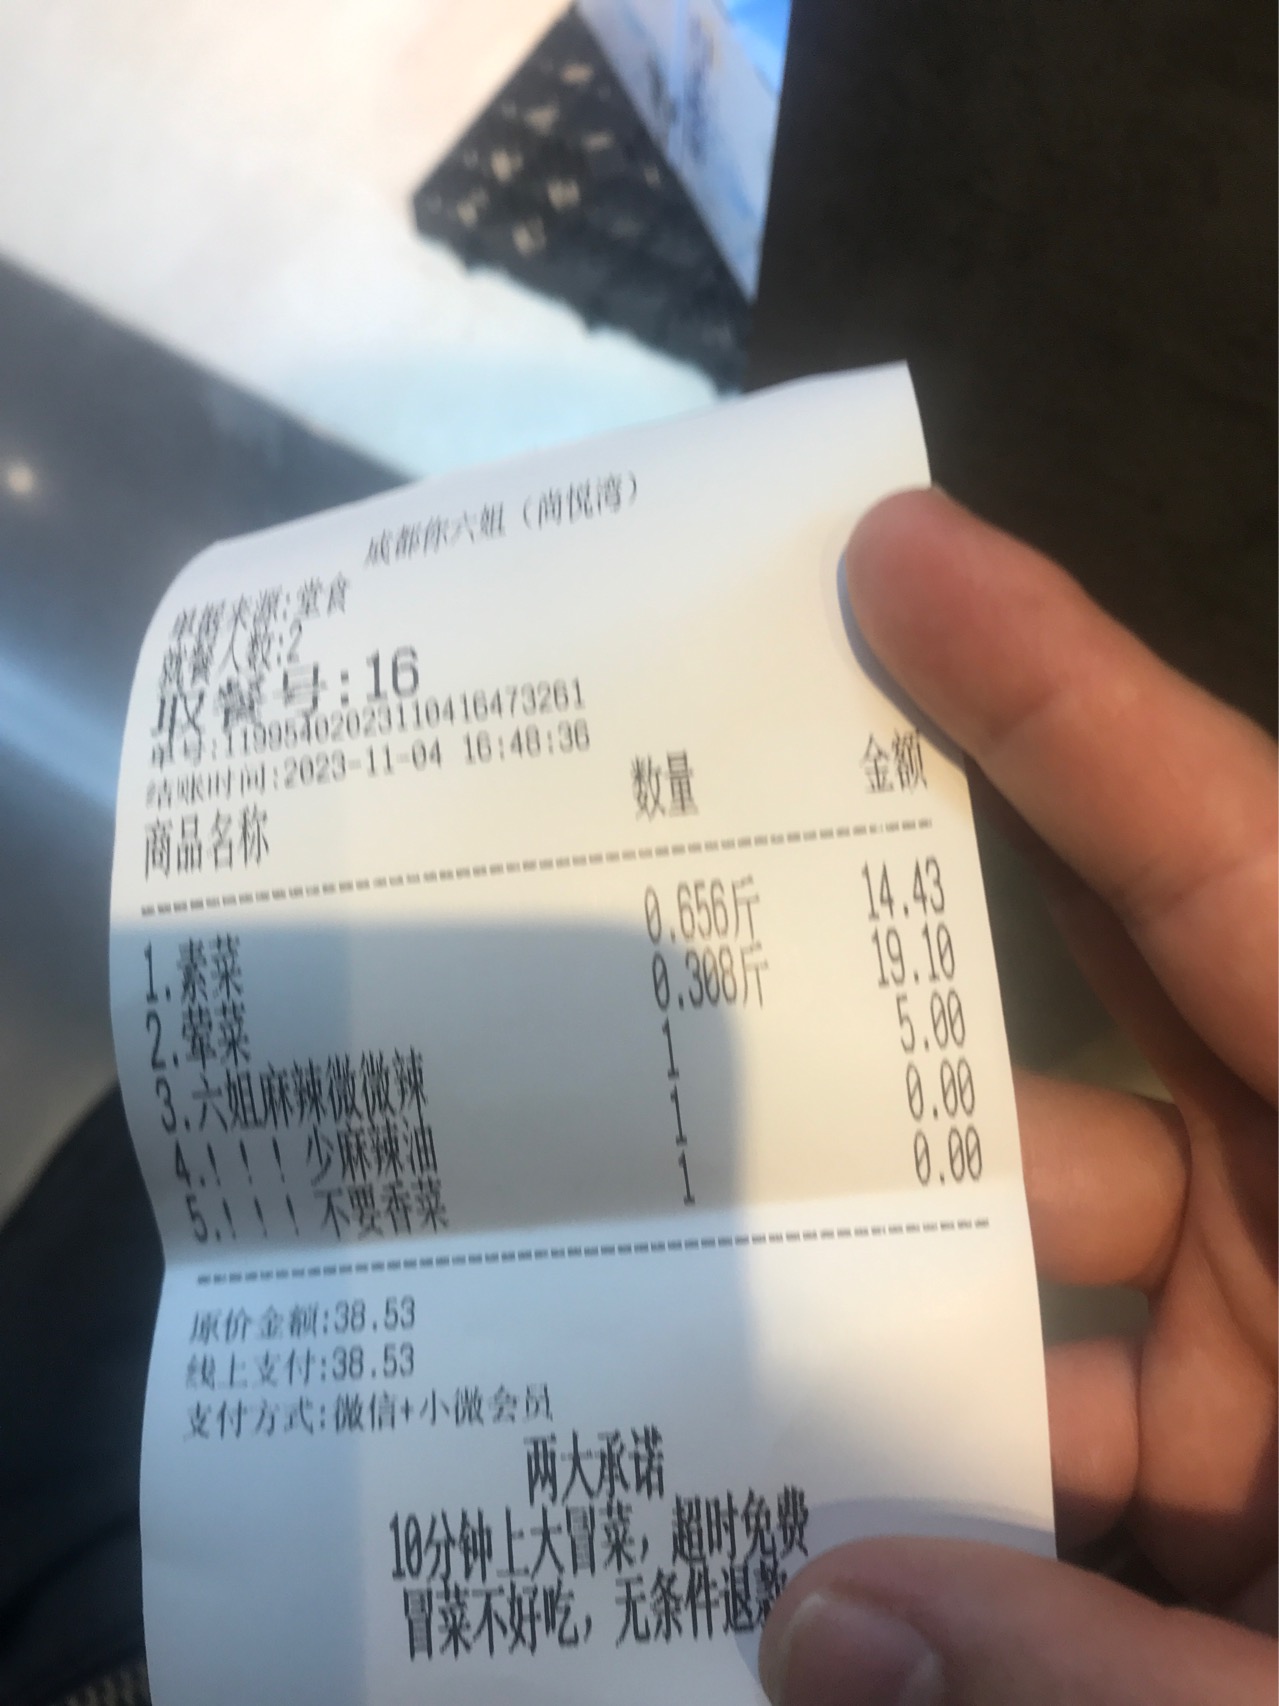 成都你六姐（尚悦湾）
单据来源:堂食
就餐人数:2
取餐号:16
单号:11995402023110416473261
结账时间:2023-11-04 16:48:36
商品名称 数量 金额
1.素菜 0.656斤 14.43
2.荤菜 0.308斤 19.10
3.六姐麻辣微微辣 1 5.00
4.!!! 少麻辣油 1 0.00
5.!!! 不要香菜 1 0.00
原价金额:38.53
线上支付:38.53
支付方式:微信+小微会员
两大承诺
10分钟上大冒菜，超时免费
冒菜不好吃，无条件退款